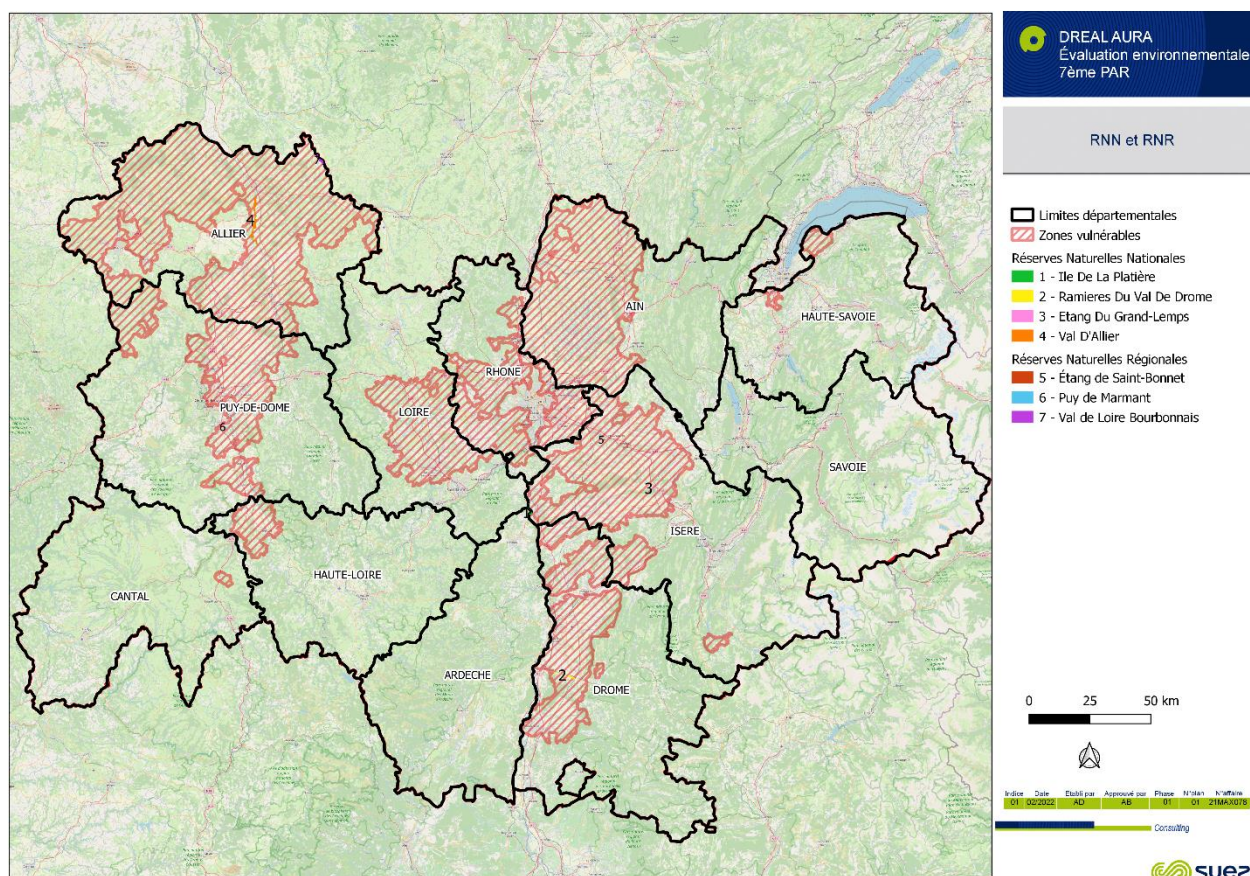 ALLIER
PUY-DE-DOME
LOIRE
RHONE
AIN
HAUTE-SAVOIE
SAVOIE
ISERE
CANTAL
HAUTE-LOIRE
ARDECHE
DROME
4
6
5
3
1
2
DREAL AURA
Évaluation environnementale
7ème PAR
RNN et RNR
Limites départementales
Zones vulnérables
Réserves Naturelles Nationales
1 - Ile De La Platière
2 - Ramieres Du Val De Drome
3 - Etang Du Grand-Lemps
4 - Val D'Allier
Réserves Naturelles Régionales
5 - Étang de Saint-Bonnet
6 - Puy de Marmant
7 - Val de Loire Bourbonnais
0 25 50 km
Indice Date Etabli par Approuvé par Phase N°plan N°affaire
01 02/2022 AD AB 01 01 21MAX078
Consulting
suez